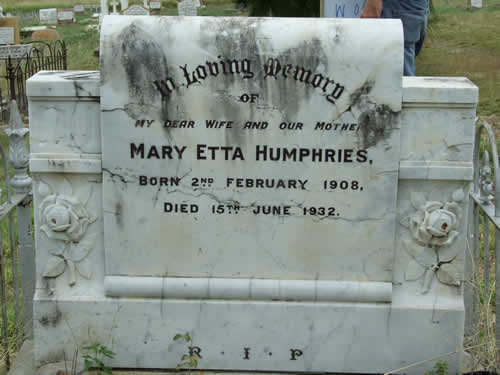 In Loving Memory
OF
MY DEAR WIFE AND OUR MOTHER
MARY ETTA HUMPHRIES,
BORN 2ND FEBRUARY 1908,
DIED 15TH JUNE 1932.
R·I·P